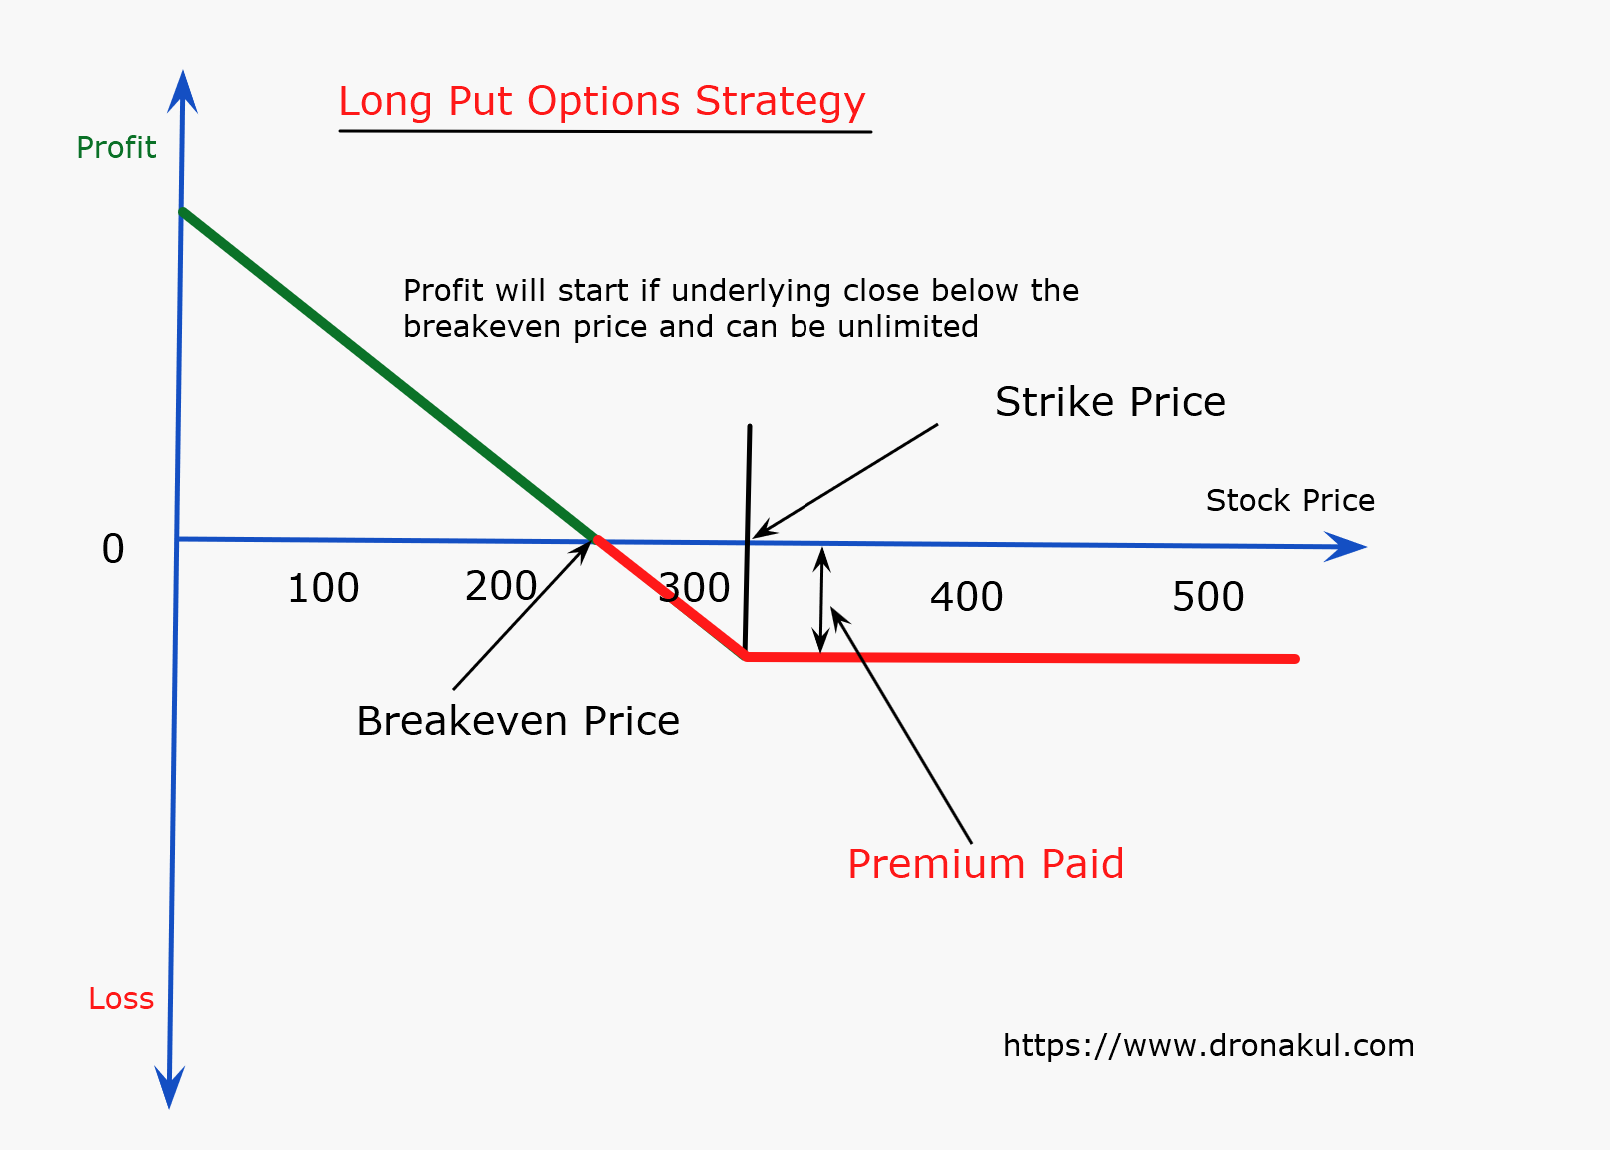 Long Put Options Strategy
Profit
Profit will start if underlying close below the
breakeven price and can be unlimited
Strike Price
Stock Price
0
100 200 300 400 500
Breakeven Price
Premium Paid
Loss
https://www.dronakul.com